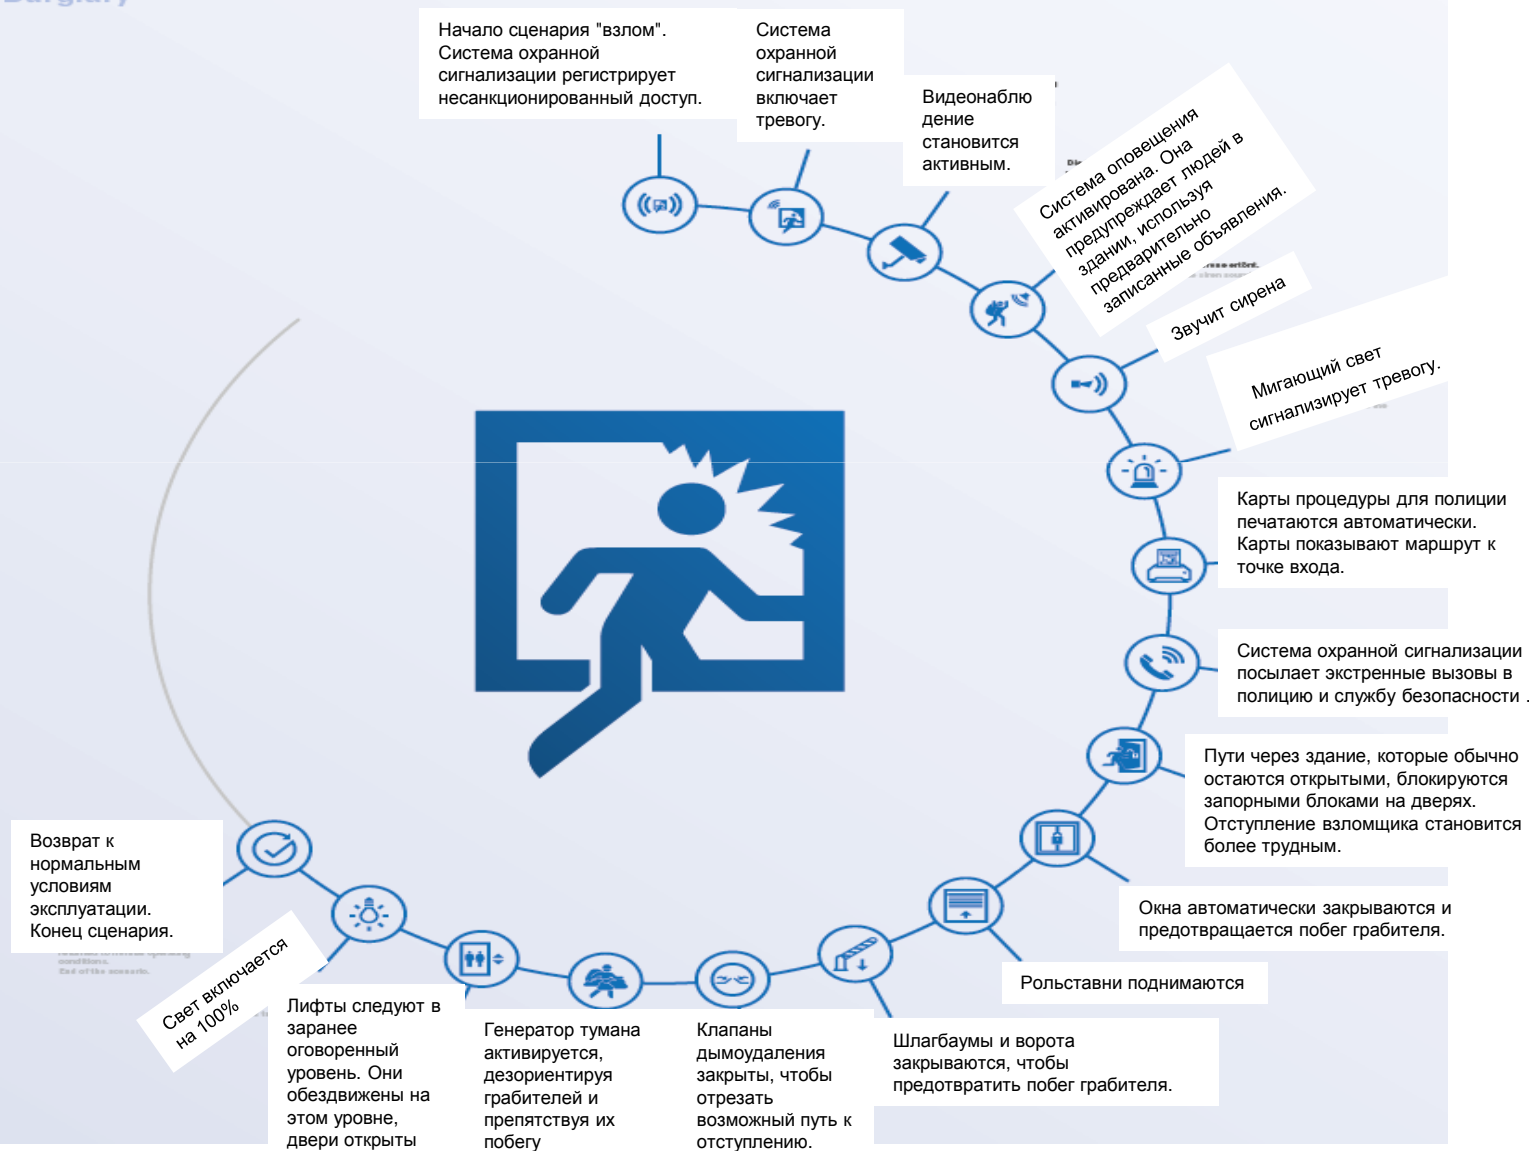 Burglary
Начало сценария "взлом".
Система охранной
сигнализации регистрирует
несанкционированный доступ.
Система
охранной
сигнализации
включает
тревогу.
Видеонаблю
дение
становится
активным.
Система оповещения
активирована. Она
предупреждает людей в
здании, используя
предварительно
записанные объявления.
Звучит сирена
Мигающий свет
сигнализирует тревогу.
Карты процедуры для полиции
печатаются автоматически.
Карты показывают маршрут к
точке входа.
Система охранной сигнализации
посылает экстренные вызовы в
полицию и службу безопасности .
Пути через здание, которые обычно
остаются открытыми, блокируются
запорными блоками на дверях.
Отступление взломщика становится
более трудным.
Окна автоматически закрываются и
предотвращается побег грабителя.
Рольставни поднимаются
Шлагбаумы и ворота
закрываются, чтобы
предотвратить побег грабителя.
Клапаны
дымоудаления
закрыты, чтобы
отрезать
возможный путь к
отступлению.
Генератор тумана
активируется,
дезориентируя
грабителей и
препятствуя их
побегу
Лифты следуют в
заранее
оговоренный
уровень. Они
обездвижены на
этом уровне,
двери открыты
Свет включается
на 100%
Возврат к
нормальным
условиям
эксплуатации.
Конец сценария.
conditions.
End of the scenario.